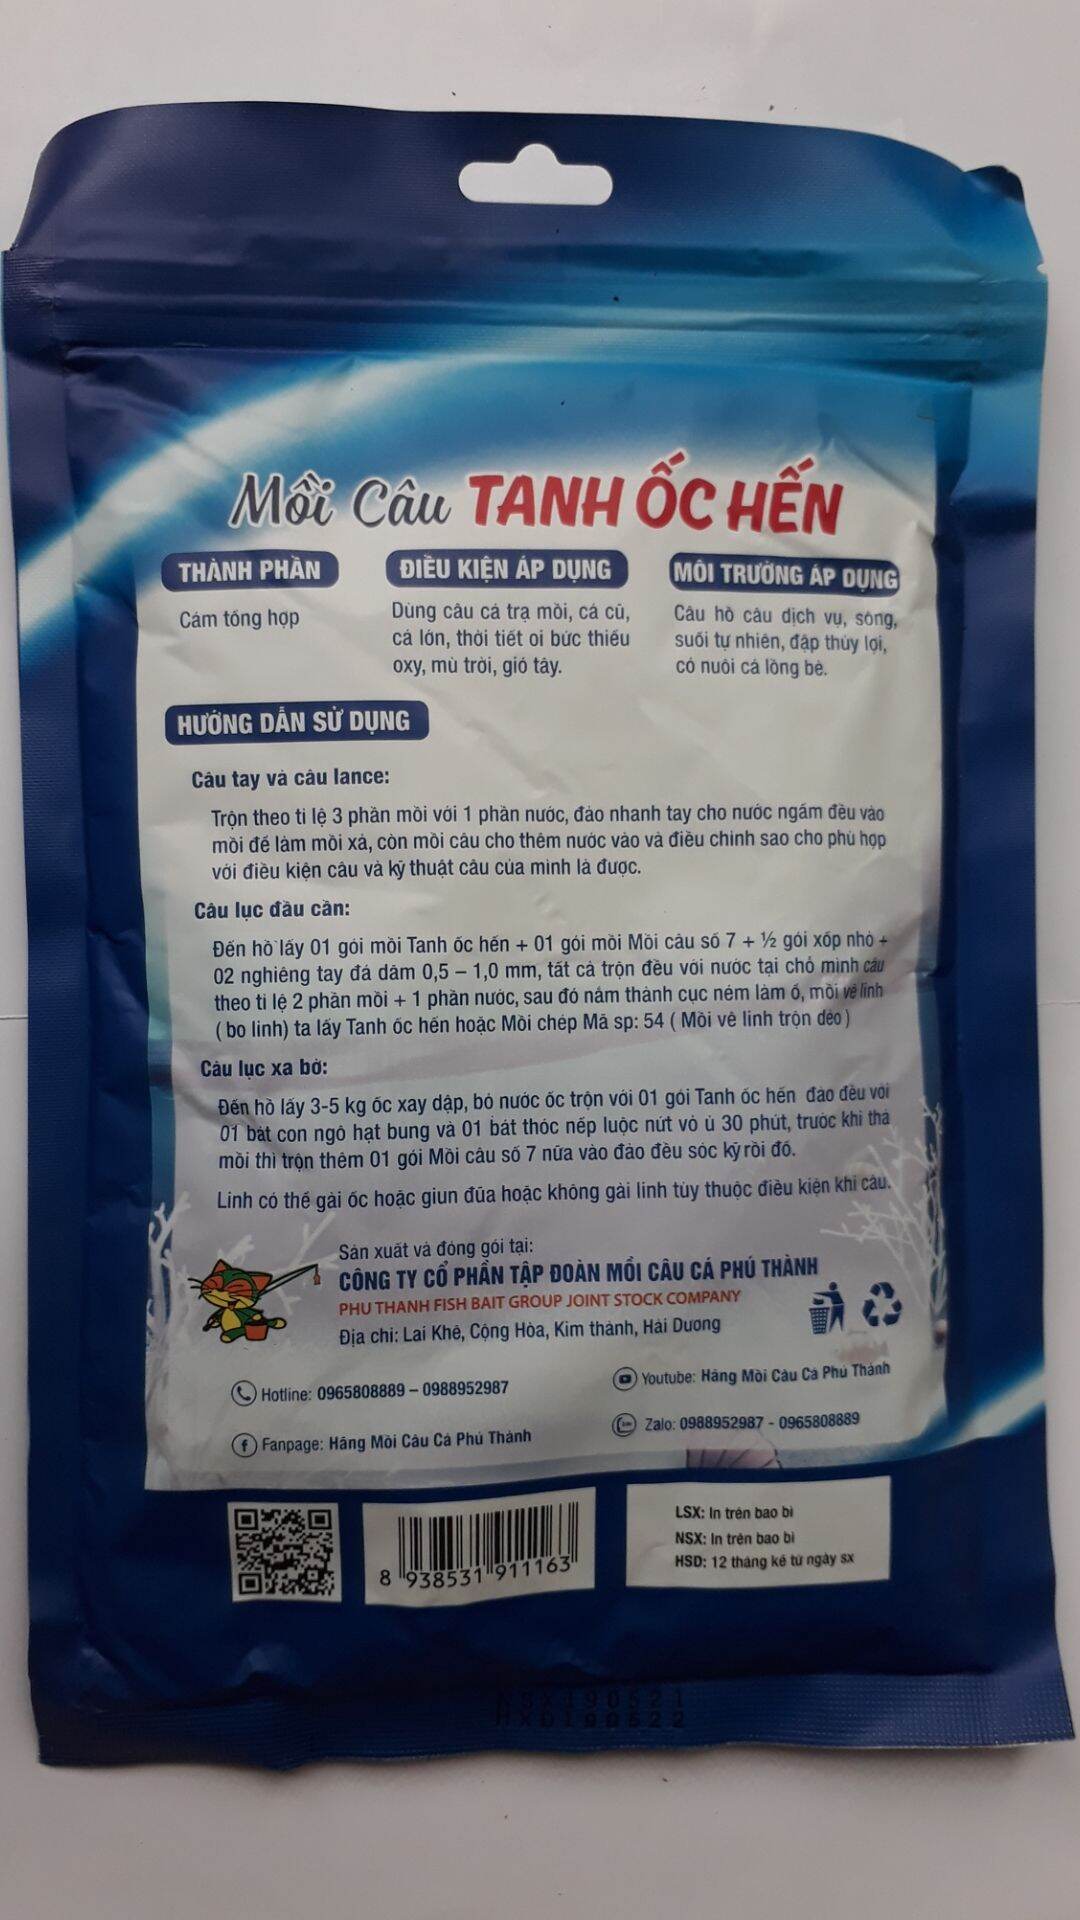 Mồi Câu TANH ỐC HẾN
THÀNH PHẦN
Cám tổng hợp
ĐIỀU KIỆN ÁP DỤNG
Dùng câu cá trạ mồi, cá cũ,
cá lớn, thời tiết oi bức thiếu
oxy, mù trời, gió tây.
MÔI TRƯỜNG ÁP DỤNG
Câu hồ câu dịch vụ, sông,
suối tự nhiên, đập thủy lợi,
có nuôi cá lồng bè.
HƯỚNG DẪN SỬ DỤNG
Câu tay và câu lance:
Trộn theo tỉ lệ 3 phần mồi với 1 phần nước, đảo nhanh tay cho nước ngấm đều vào
mồi để làm mồi xả, còn mồi câu cho thêm nước vào và điều chỉnh sao cho phù hợp
với điều kiện câu và kỹ thuật câu của mình là được.
Câu lục đầu cần:
Đến hồ lấy 01 gói mồi Tanh ốc hến + 01 gói mồi Mồi câu số 7 + ½ gói xốp nhỏ +
02 nghiêng tay đá dăm 0,5 – 1,0 mm, tất cả trộn đều với nước tại chỗ mình câu
theo tỉ lệ 2 phần mồi + 1 phần nước, sau đó nắm thành cục ném làm ổ, mồi vê linh
( bo linh) ta lấy Tanh ốc hến hoặc Mồi chép Mã sp: 54 ( Mồi vê linh trộn dẻo )
Câu lục xa bờ:
Đến hồ lấy 3-5 kg ốc xay dập, bỏ nước ốc trộn với 01 gói Tanh ốc hến đảo đều với
01 bát con ngô hạt bung và 01 bát thóc nếp luộc nứt vỏ ủ 30 phút, trước khi thả
mồi thì trộn thêm 01 gói Mồi câu số 7 nữa vào đảo đều sóc kỹ rồi đổ.
Linh có thể gài ốc hoặc giun đũa hoặc không gài linh tùy thuộc điều kiện khi câu.
Sản xuất và đóng gói tại:
CÔNG TY CỔ PHẦN TẬP ĐOÀN MỒI CÂU CÁ PHÚ THÀNH
PHU THANH FISH BAIT GROUP JOINT STOCK COMPANY
Địa chỉ: Lai Khê, Cộng Hòa, Kim thành, Hải Dương
Hotline: 0965808889 – 0988952987
Youtube: Hãng Mồi Câu Cá Phú Thành
Fanpage: Hãng Mồi Câu Cá Phú Thành
Zalo: 0988952987 - 0965808889
8 938531 911163
LSX: In trên bao bì
NSX: In trên bao bì
HSD: 12 tháng kể từ ngày sx
NSX190521
HXD190522